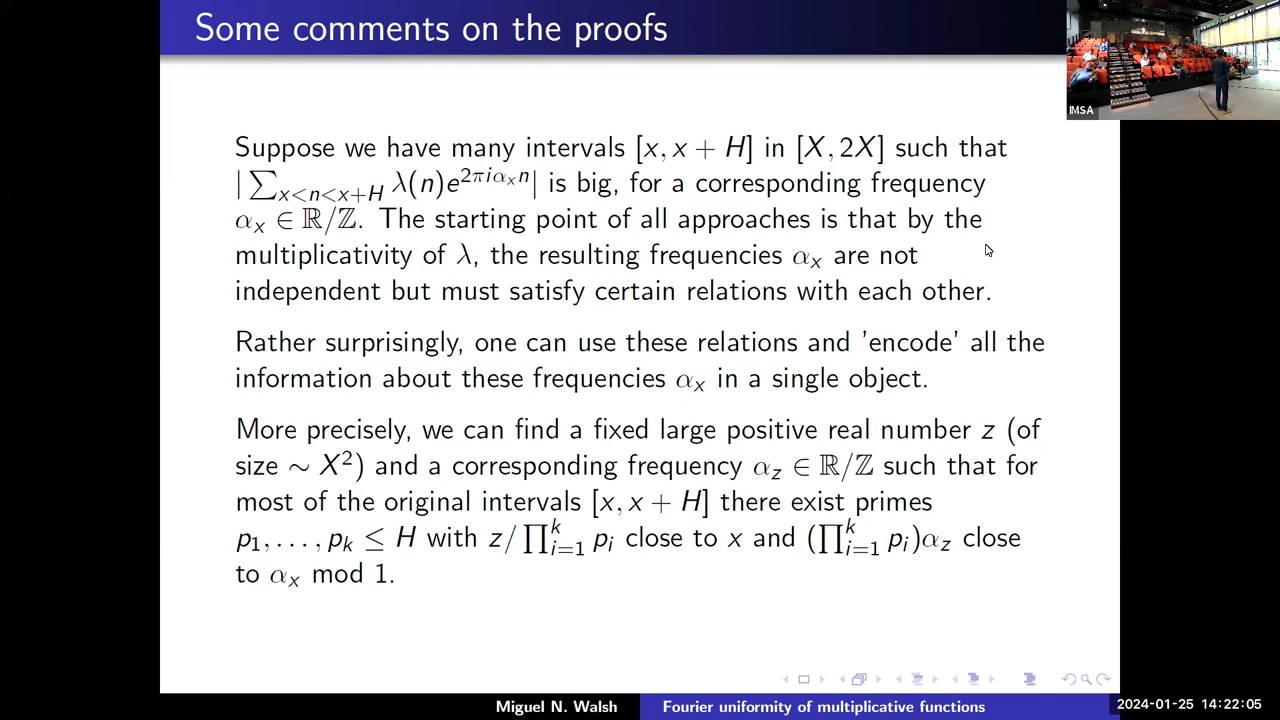 Some comments on the proofs
IMSA
Suppose we have many intervals [x, x + H] in [X, 2X] such that
|∑_{x<n<x+H} λ(n)e^{2πiα_x n}| is big, for a corresponding frequency
α_x ∈ ℝ/ℤ. The starting point of all approaches is that by the
multiplicativity of λ, the resulting frequencies α_x are not
independent but must satisfy certain relations with each other.
Rather surprisingly, one can use these relations and 'encode' all the
information about these frequencies α_x in a single object.
More precisely, we can find a fixed large positive real number z (of
size ∼ X²) and a corresponding frequency α_z ∈ ℝ/ℤ such that for
most of the original intervals [x, x + H] there exist primes
p₁, . . . , p_k ≤ H with z/∏_{i=1}^k p_i close to x and (∏_{i=1}^k p_i)α_z close
to α_x mod 1.
Miguel N. Walsh
Fourier uniformity of multiplicative functions
2024-01-25 14:22:05